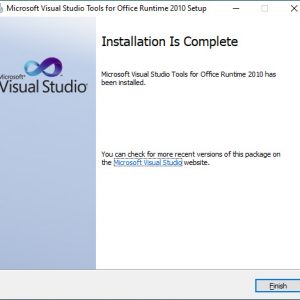 Microsoft Visual Studio Tools for Office Runtime 2010 Setup
Installation Is Complete
Microsoft®
Visual Studio®
Microsoft Visual Studio Tools for Office Runtime 2010 has
been installed.
You can check for more recent versions of this package on
the Microsoft Visual Studio website.
Finish